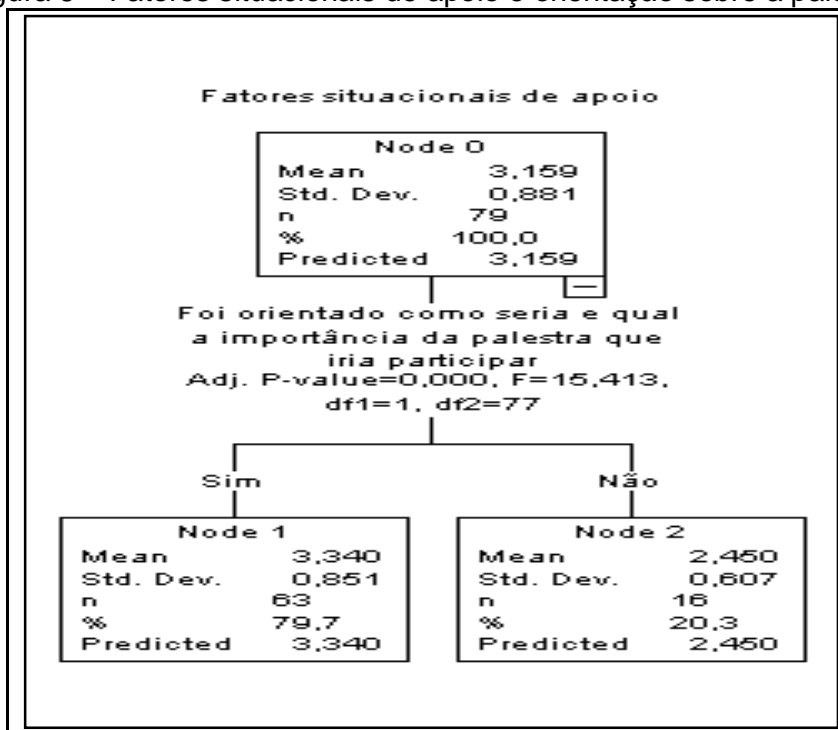 Fatores situacionais de apoio e orientação sobre a
Fatores situacionais de apoio
Node 0
Mean 3,159
Std. Dev. 0,881
n 79
% 100,0
Predicted 3,159
Foi orientado como seria e qual
a importância da palestra que
iria participar
Adj. P-value=0,000, F=15,413,
df1=1, df2=77
Sim Não
Node 1 Node 2
Mean 3,340 Mean 2,450
Std. Dev. 0,851 Std. Dev. 0,607
n 63 n 16
% 79,7 % 20,3
Predicted 3,340 Predicted 2,450